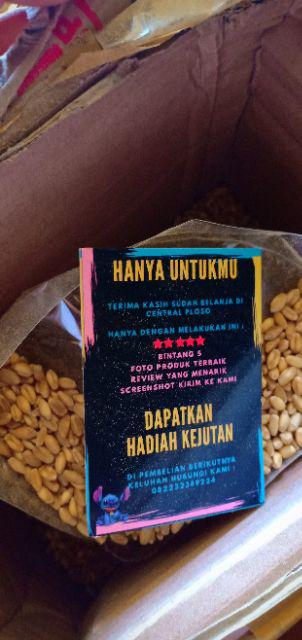 HANYA UNTUKMU
TERIMA KASIH SUDAH BELANJA DI
CENTRAL PLOSO
HANYA DENGAN MELAKUKAN INI :
BINTANG 5
FOTO PRODUK TERBAIK
REVIEW YANG MENARIK
SCREENSHOT KIRIM KE KAMI
DAPATKAN
HADIAH KEJUTAN
DI PEMBELIAN BERIKUTNYA
KELUHAN HUBUNGI KAMI :